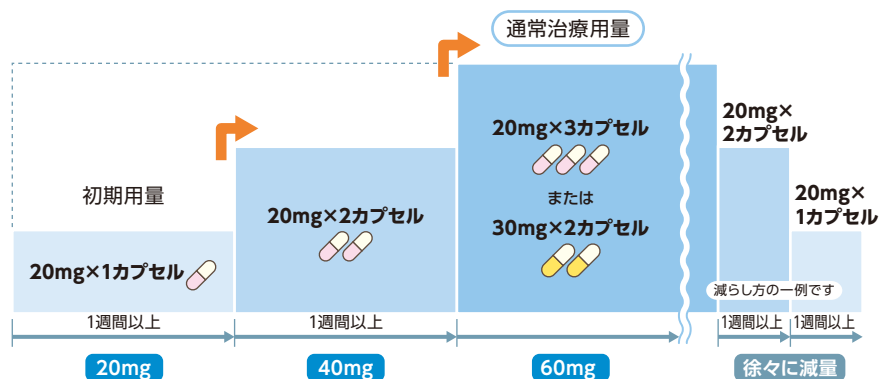 通常治療用量
初期用量
20mg×1カプセル
20mg×2カプセル
20mg×3カプセル
または
30mg×2カプセル
20mg×
2カプセル
20mg×
1カプセル
減らし方の一例です
1週間以上
1週間以上
1週間以上
1週間以上
20mg
40mg
60mg
徐々に減量